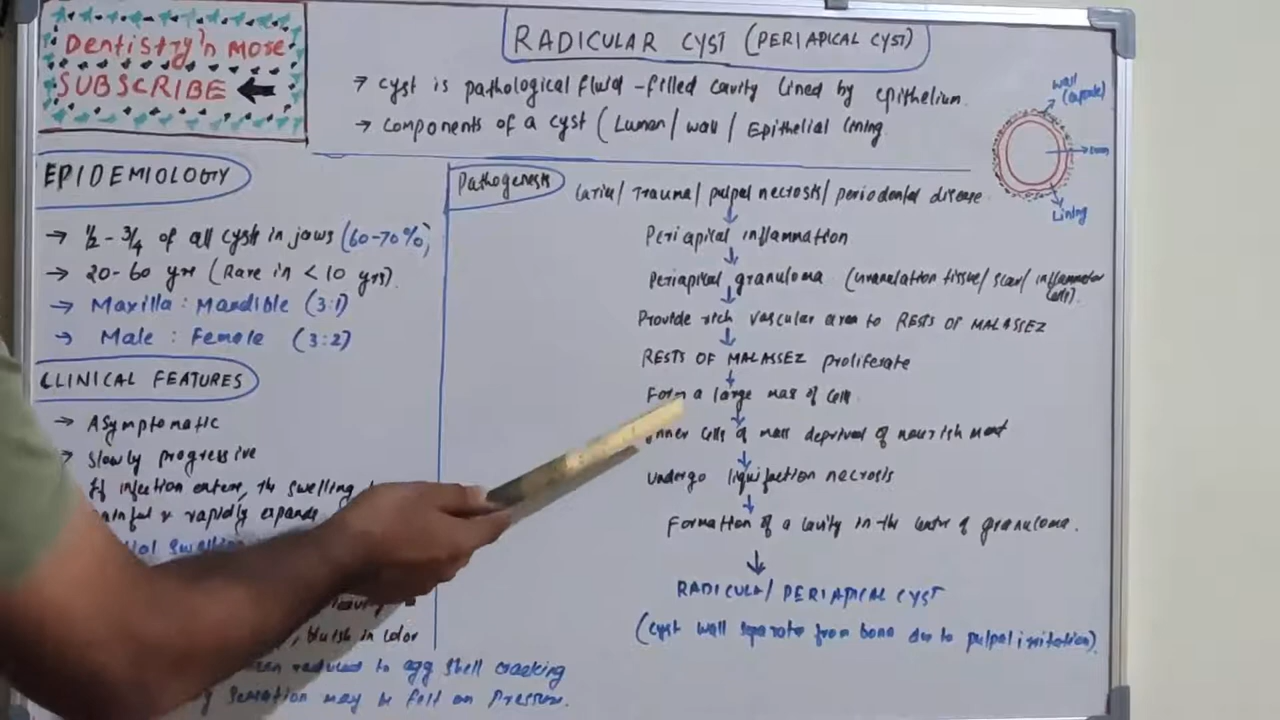 Dentistry'n more
SUBSCRIBE
RADICULAR CYST (PERIAPICAL CYST)
→ cyst is pathological fluid-filled cavity lined by epithelium.
→ components of a cyst (Lumen/wall/Epithelial lining
wall
(capsule)
Lining
EPIDEMIOLOGY
→ ½ - ¾ of all cysts in jaws (60-70%)
→ 20-60 yrs (Rare in < 10 yrs).
→ Maxilla: Mandible (3:1)
→ Male: Female (3:2)
CLINICAL FEATURES
→ Asymptomatic
→ Slowly progressive
If infection enters, the swelling
painful & rapidly expands
swelling
, bluish in color
reduced to egg shell cracking
sensation may be felt on pressure.
Pathogenesis
Caries/ Trauma/ pulpal necrosis/ periodontal disease
↓
Periapical inflammation
↓
Periapical granuloma (Granulation tissue/ scar/ inflammatory
cells).
↓
Provide rich vascular area to RESTS OF MALASSEZ
↓
RESTS OF MALASSEZ proliferate
↓
Form a large mass of cells
↓
inner cells of mass deprived of nourishment
↓
undergo liquifaction necrosis
↓
Formation of a cavity in the center of granuloma.
↓
RADICULAR/ PERIAPICAL CYST
(cyst wall separate from bone due to pulpal irritation).